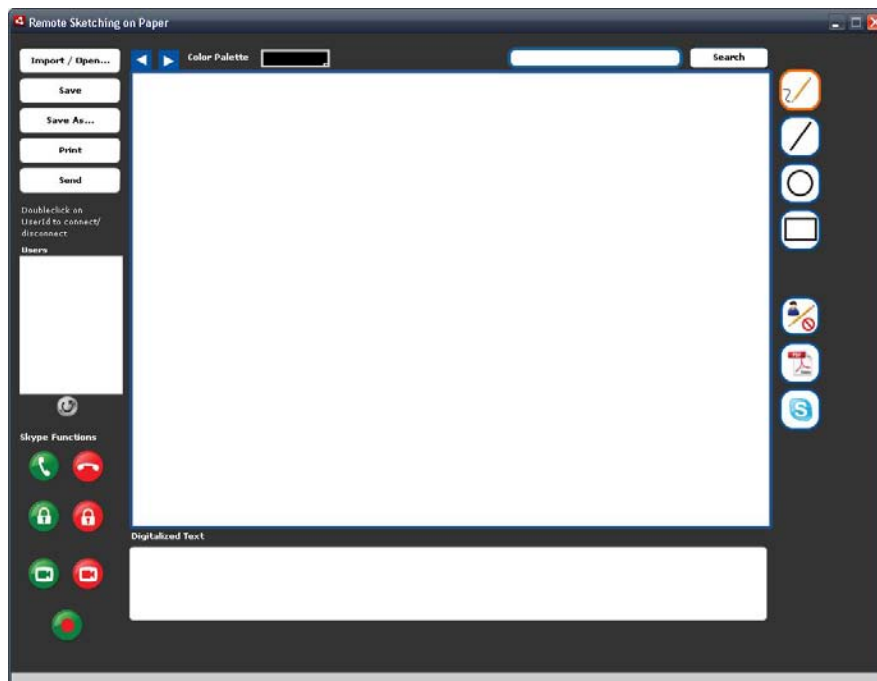 Remote Sketching on Paper
Import / Open...
Color Palette
Search
Save
Save As...
Print
Send
Doubleclick on
UserId to connect/
disconnect
Users
Skype Functions
Digitalized Text
PDF
S